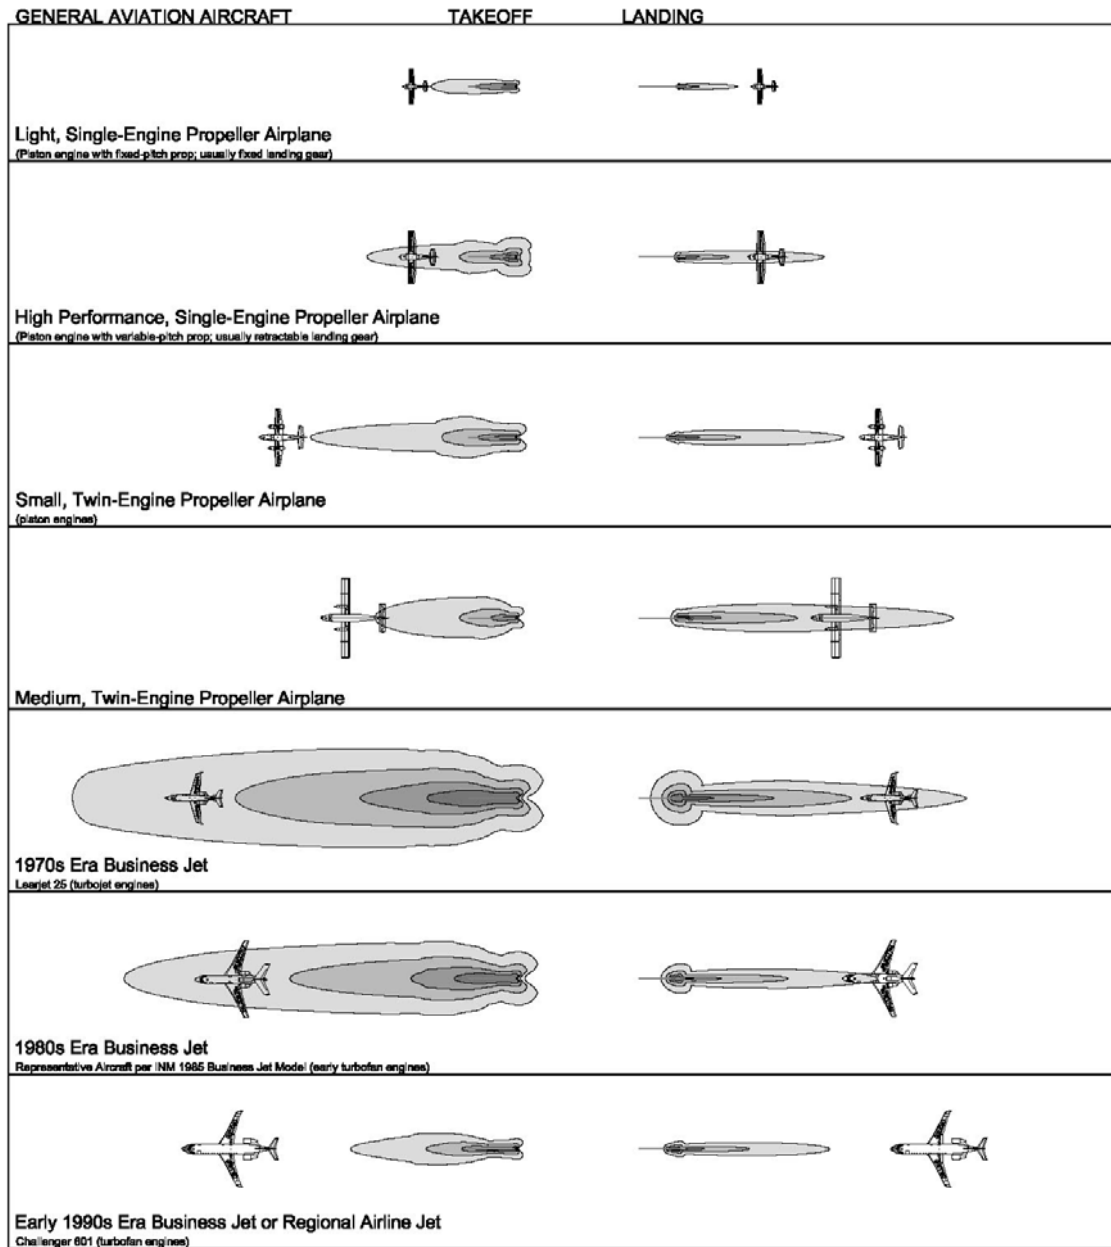 GENERAL AVIATION AIRCRAFT TAKEOFF LANDING
Light, Single-Engine Propeller Airplane
(Piston engine with fixed-pitch prop; usually fixed landing gear)
High Performance, Single-Engine Propeller Airplane
(Piston engine with variable-pitch prop; usually retractable landing gear)
Small, Twin-Engine Propeller Airplane
(piston engines)
Medium, Twin-Engine Propeller Airplane
1970s Era Business Jet
Learjet 25 (turbojet engines)
1980s Era Business Jet
Representative Aircraft per INM 1985 Business Jet Model (early turbofan engines)
Early 1990s Era Business Jet or Regional Airline Jet
Challenger 601 (turbofan engines)